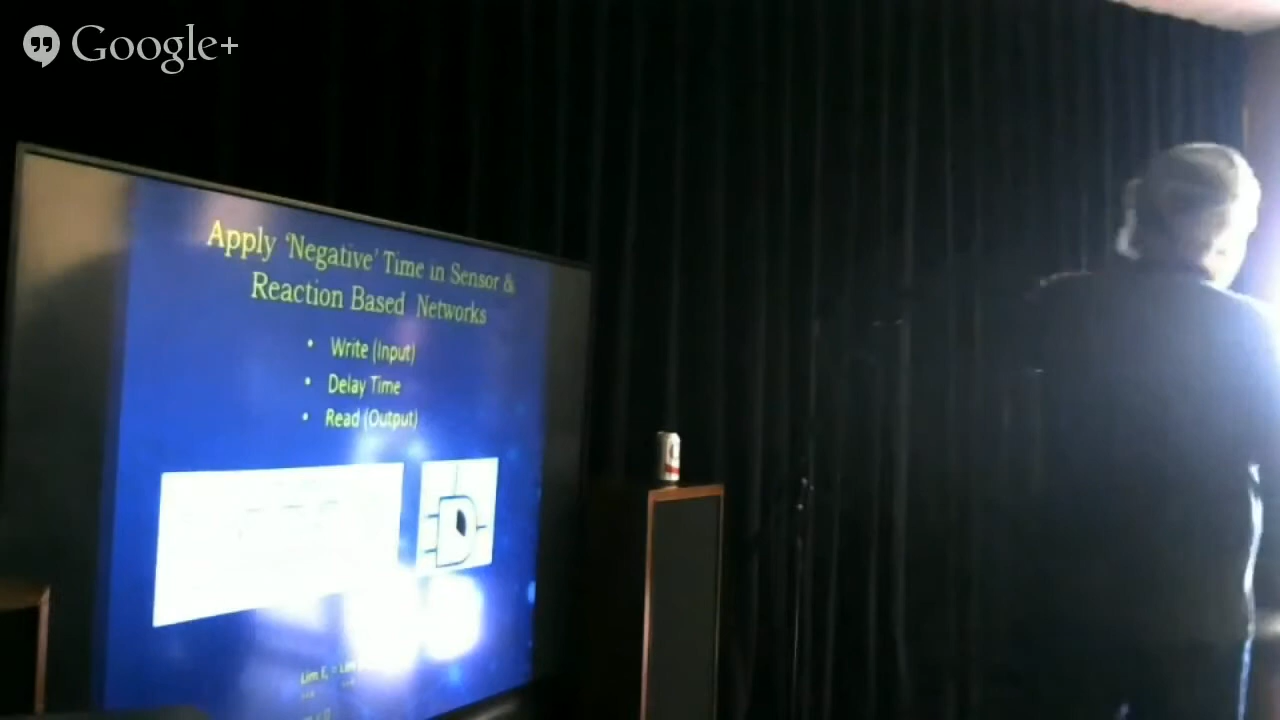 Google+
Apply ‘Negative’ Time in Sensor &
Reaction Based Networks
• Write (Input)
• Delay Time
• Read (Output)